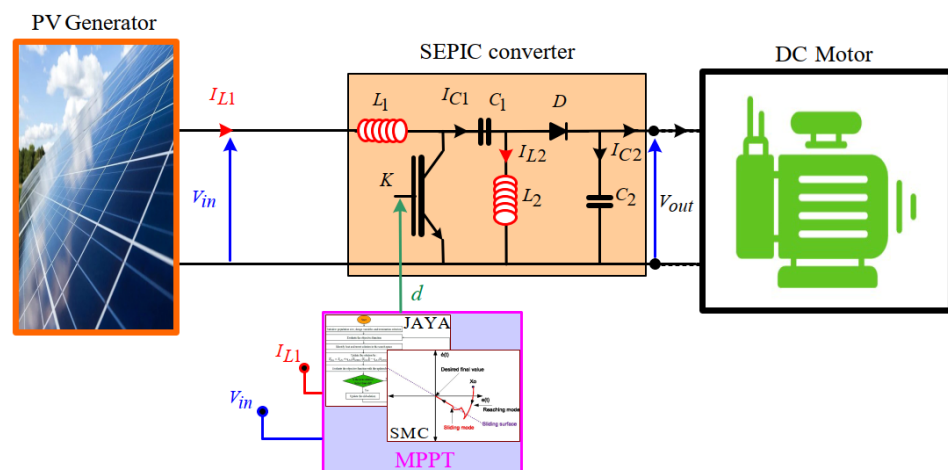 PV Generator
SEPIC converter
DC Motor
I_L1
L_1
I_C1
C_1
D
I_L2
I_C2
K
V_in
L_2
C_2
V_out
d
JAYA
e(t)
Desired final value
Xo
e(t)
Reaching mode
Sliding mode
Sliding surface
SMC
I_L1
V_in
MPPT